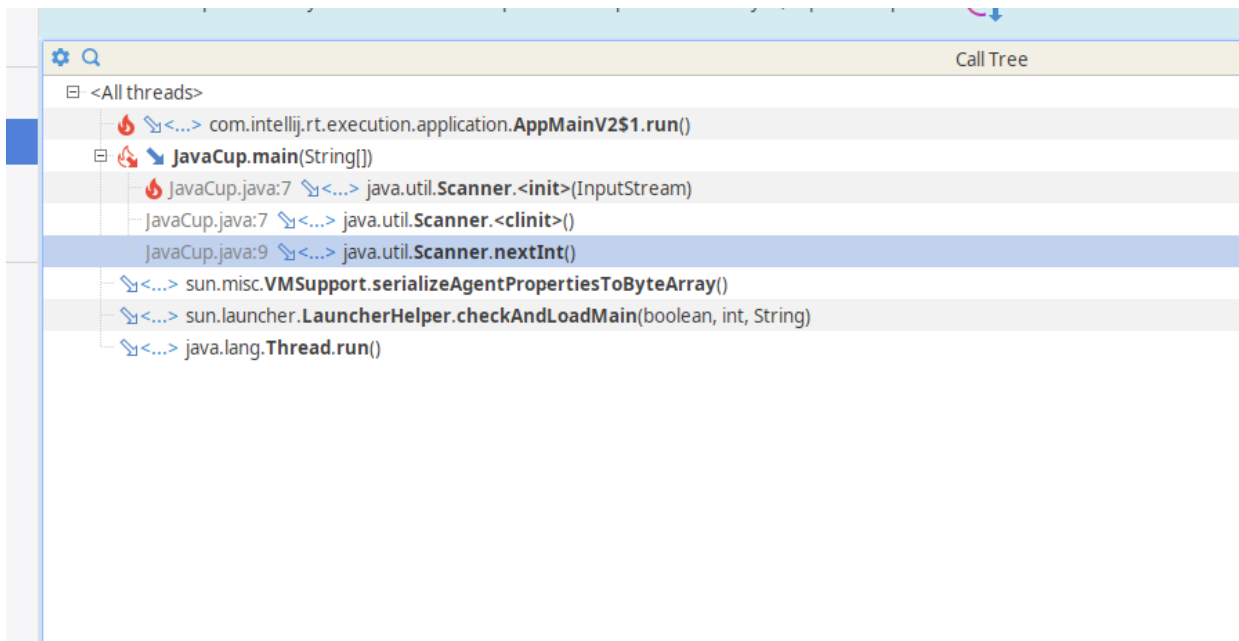 Call Tree
<All threads>
<...> com.intellij.rt.execution.application.AppMainV2$1.run()
JavaCup.main(String[])
JavaCup.java:7 <...> java.util.Scanner.<init>(InputStream)
JavaCup.java:7 <...> java.util.Scanner.<clinit>()
JavaCup.java:9 <...> java.util.Scanner.nextInt()
<...> sun.misc.VMSupport.serializeAgentPropertiesToByteArray()
<...> sun.launcher.LauncherHelper.checkAndLoadMain(boolean, int, String)
<...> java.lang.Thread.run()